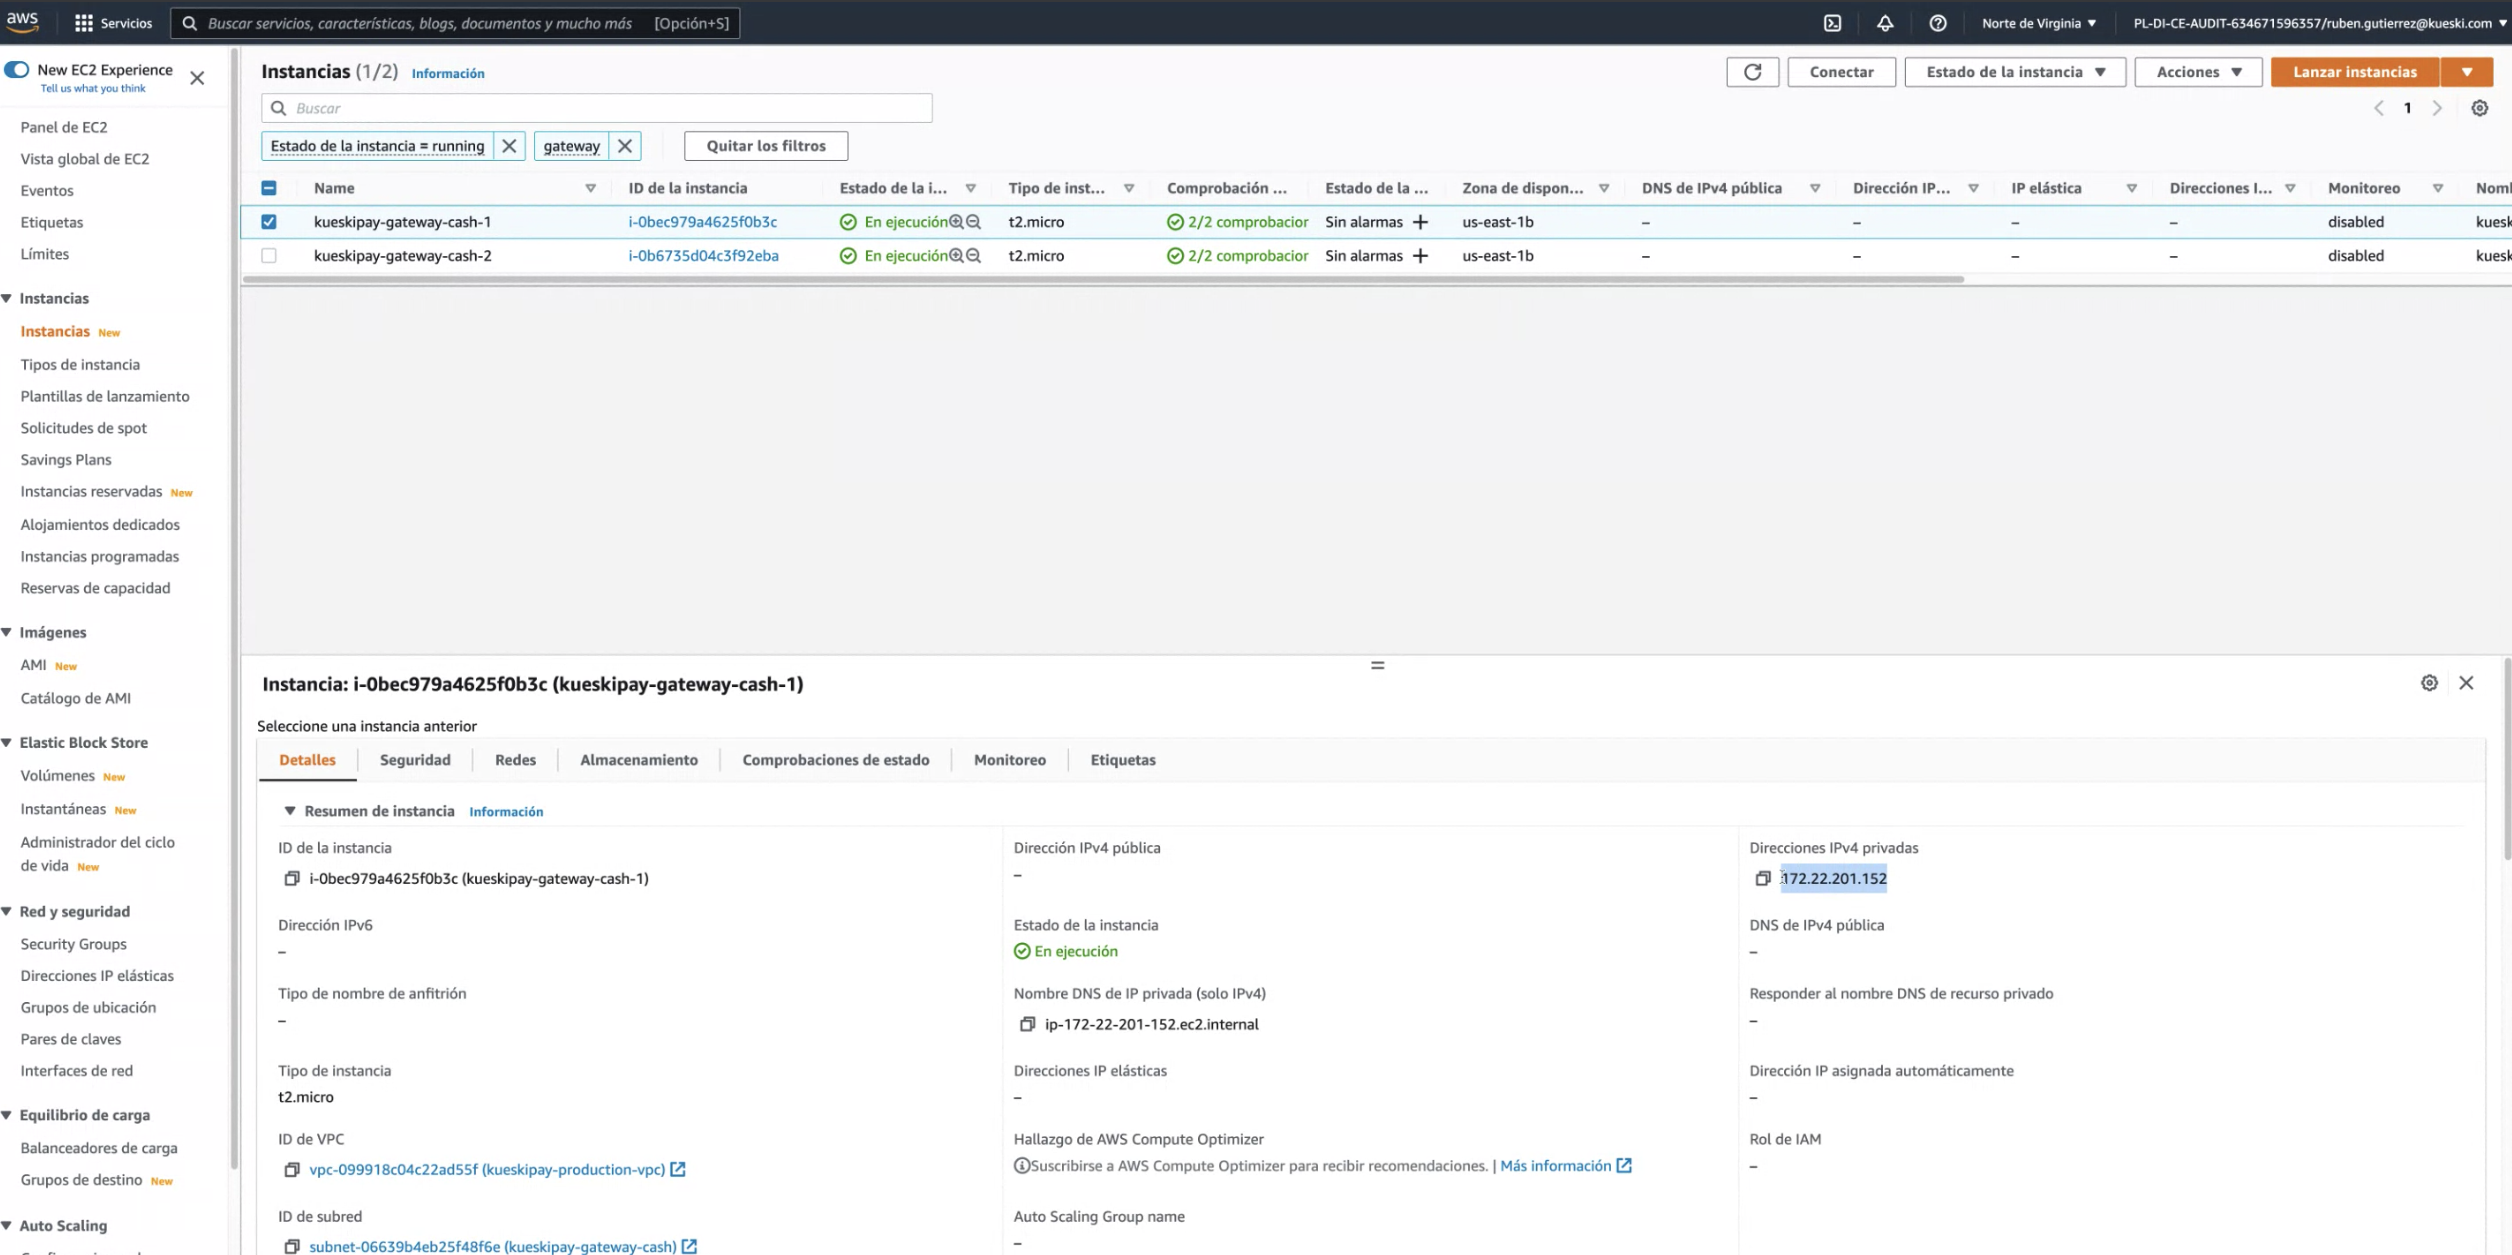 aws
Servicios
Buscar servicios, características, blogs, documentos y mucho más [Opción+S]
Norte de Virginia
PL-DI-CE-AUDIT-634671596357/ruben.gutierrez@kueski.com
New EC2 Experience
Tell us what you think
Panel de EC2
Vista global de EC2
Eventos
Etiquetas
Límites
Instancias
Instancias New
Tipos de instancia
Plantillas de lanzamiento
Solicitudes de spot
Savings Plans
Instancias reservadas New
Alojamientos dedicados
Instancias programadas
Reservas de capacidad
Imágenes
AMI New
Catálogo de AMI
Elastic Block Store
Volúmenes New
Instantáneas New
Administrador del ciclo
de vida New
Red y seguridad
Security Groups
Direcciones IP elásticas
Grupos de ubicación
Pares de claves
Interfaces de red
Equilibrio de carga
Balanceadores de carga
Grupos de destino New
Auto Scaling
Instancias (1/2) Información
Conectar
Estado de la instancia
Acciones
Lanzar instancias
Buscar
1
Estado de la instancia = running
gateway
Quitar los filtros
Name ID de la instancia Estado de la i... Tipo de inst... Comprobación ... Estado de la ... Zona de dispon... DNS de IPv4 pública Dirección IP... IP elástica Direcciones I... Monitoreo
kueskipay-gateway-cash-1 i-0bec979a4625f0b3c En ejecución t2.micro 2/2 comprobacior Sin alarmas + us-east-1b – – – – disabled kuesk
kueskipay-gateway-cash-2 i-0b6735d04c3f92eba En ejecución t2.micro 2/2 comprobacior Sin alarmas + us-east-1b – – – – disabled kuesk
Instancia: i-0bec979a4625f0b3c (kueskipay-gateway-cash-1)
Seleccione una instancia anterior
Detalles
Seguridad
Redes
Almacenamiento
Comprobaciones de estado
Monitoreo
Etiquetas
Resumen de instancia Información
ID de la instancia
i-0bec979a4625f0b3c (kueskipay-gateway-cash-1)
Dirección IPv4 pública
–
Direcciones IPv4 privadas
172.22.201.152
Dirección IPv6
–
Estado de la instancia
En ejecución
DNS de IPv4 pública
–
Tipo de nombre de anfitrión
–
Nombre DNS de IP privada (solo IPv4)
ip-172-22-201-152.ec2.internal
Responder al nombre DNS de recurso privado
–
Tipo de instancia
t2.micro
Direcciones IP elásticas
–
Dirección IP asignada automáticamente
–
ID de VPC
vpc-099918c04c22ad55f (kueskipay-production-vpc)
Hallazgo de AWS Compute Optimizer
Suscribirse a AWS Compute Optimizer para recibir recomendaciones. | Más información
Rol de IAM
–
ID de subred
subnet-06639b4eb25f48f6e (kueskipay-gateway-cash)
Auto Scaling Group name
–